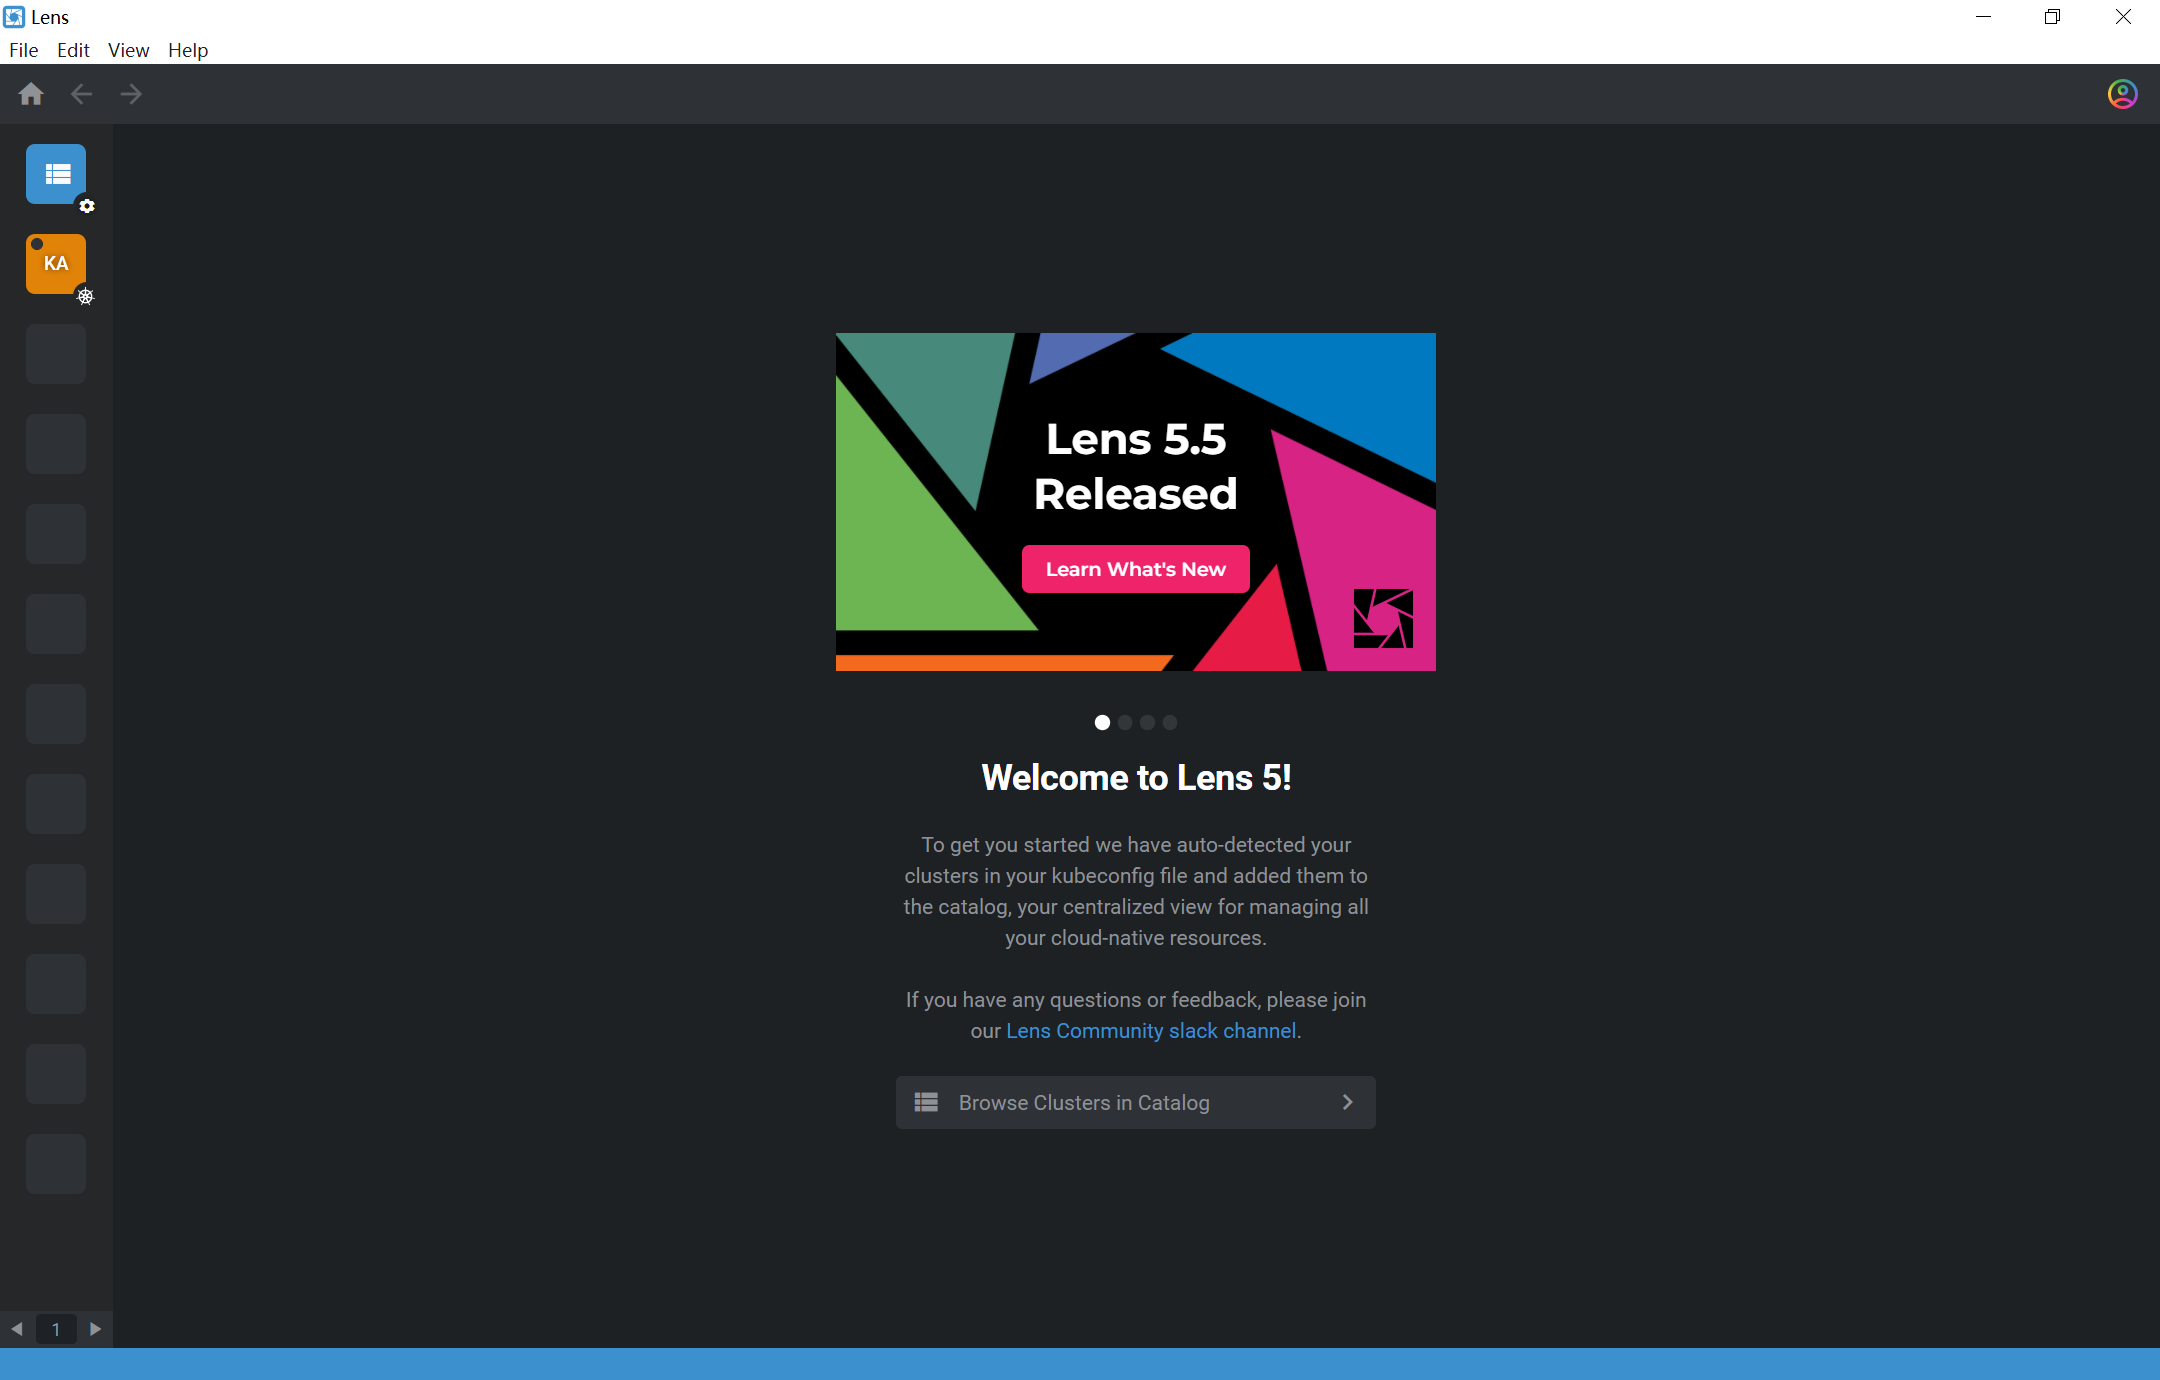 Lens
File Edit View Help
KA
Lens 5.5
Released
Learn What's New
Welcome to Lens 5!
To get you started we have auto-detected your
clusters in your kubeconfig file and added them to
the catalog, your centralized view for managing all
your cloud-native resources.
If you have any questions or feedback, please join
our Lens Community slack channel.
Browse Clusters in Catalog
1